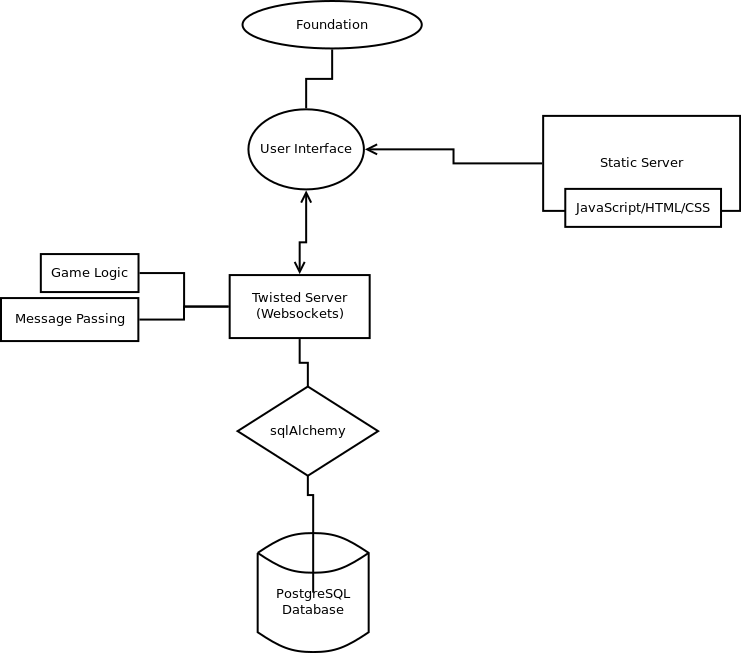 Foundation
User Interface
Static Server
JavaScript/HTML/CSS
Game Logic
Message Passing
Twisted Server
(Websockets)
sqlAlchemy
PostgreSQL
Database